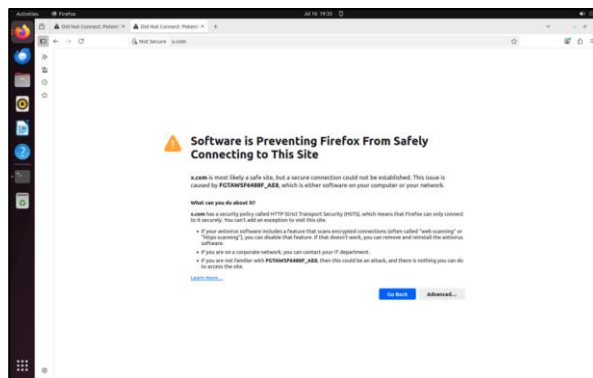 Activities
Firefox
Jul 16 19:35
Did Not Connect: Potenti
Did Not Connect: Potenti
Not Secure x.com
Software is Preventing Firefox From Safely
Connecting to This Site
x.com is most likely a safe site, but a secure connection could not be established. This issue is
caused by FGTAWSF6488F_AE8, which is either software on your computer or your network.
What can you do about it?
x.com has a security policy called HTTP Strict Transport Security (HSTS), which means that Firefox can only connect
to it securely. You can't add an exception to visit this site.
If your antivirus software includes a feature that scans encrypted connections (often called "web scanning" or
"https scanning"), you can disable that feature. If that doesn't work, you can remove and reinstall the antivirus
software.
If you are on a corporate network, you can contact your IT department.
If you are not familiar with FGTAWSF6488F_AE8, then this could be an attack, and there is nothing you can do
to access the site.
Learn more...
Go Back
Advanced...